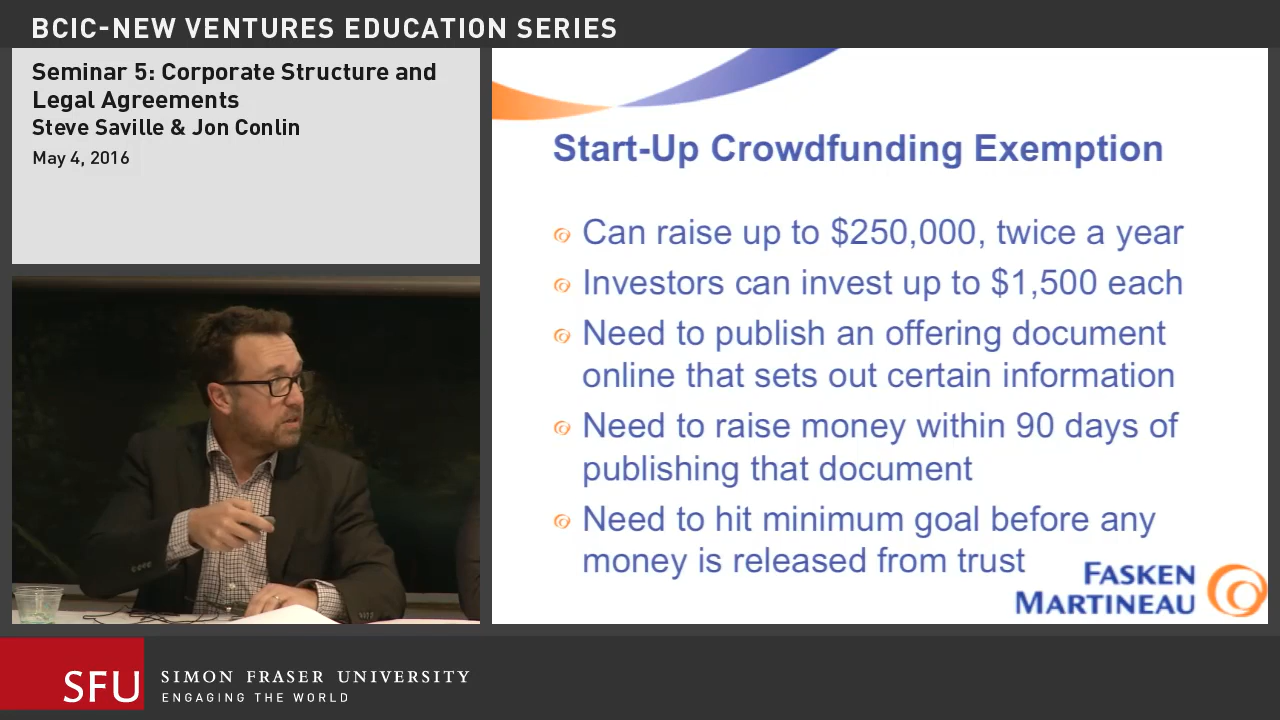 BCIC-NEW VENTURES EDUCATION SERIES
Seminar 5: Corporate Structure and
Legal Agreements
Steve Saville & Jon Conlin
May 4, 2016
Start-Up Crowdfunding Exemption
Can raise up to $250,000, twice a year
Investors can invest up to $1,500 each
Need to publish an offering document
online that sets out certain information
Need to raise money within 90 days of
publishing that document
Need to hit minimum goal before any
money is released from trust
FASKEN
MARTINEAU
SFU
SIMON FRASER UNIVERSITY
ENGAGING THE WORLD